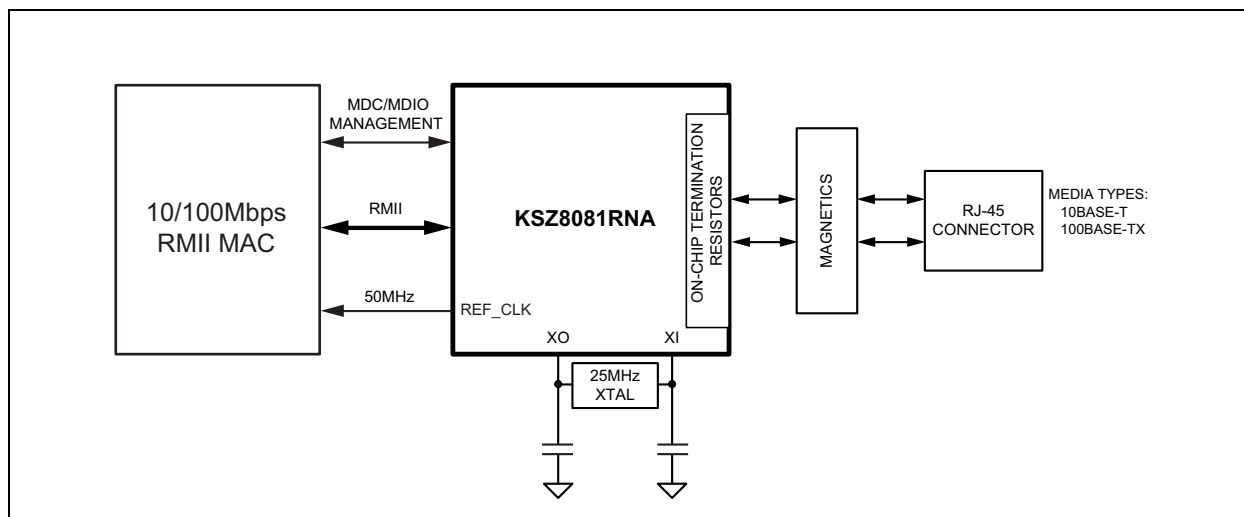 MDC/MDIO
MANAGEMENT
10/100Mbps
RMII MAC
RMII
50MHz
KSZ8081RNA
REF_CLK
XO
XI
25MHz
XTAL
ON-CHIP TERMINATION
RESISTORS
MAGNETICS
RJ-45
CONNECTOR
MEDIA TYPES:
10BASE-T
100BASE-TX